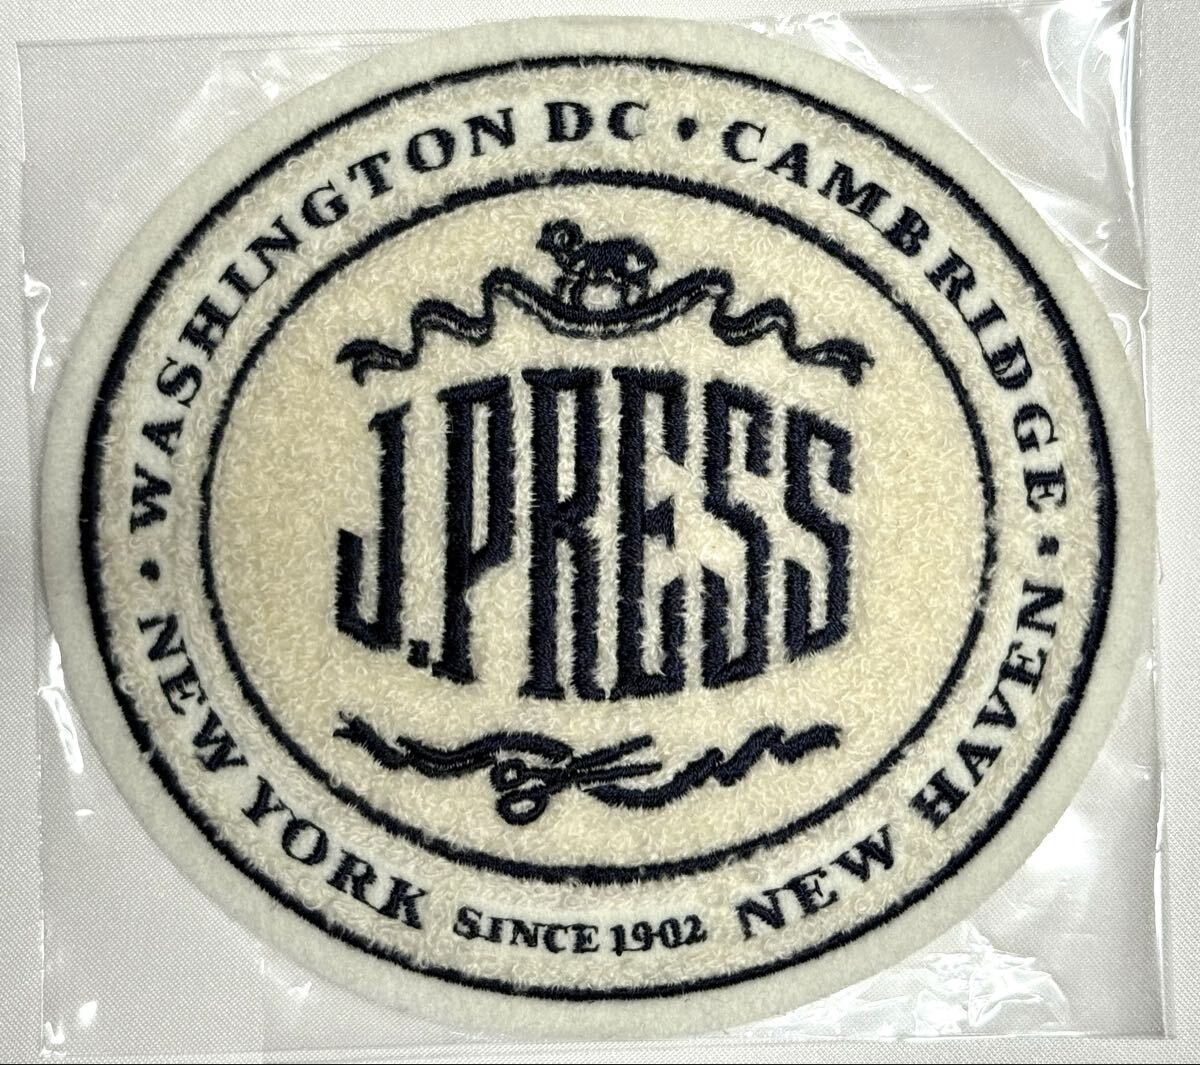 • WASHINGTON DC • CAMBRIDGE • NEW HAVEN
J.PRESS
NEW YORK
SINCE 1902